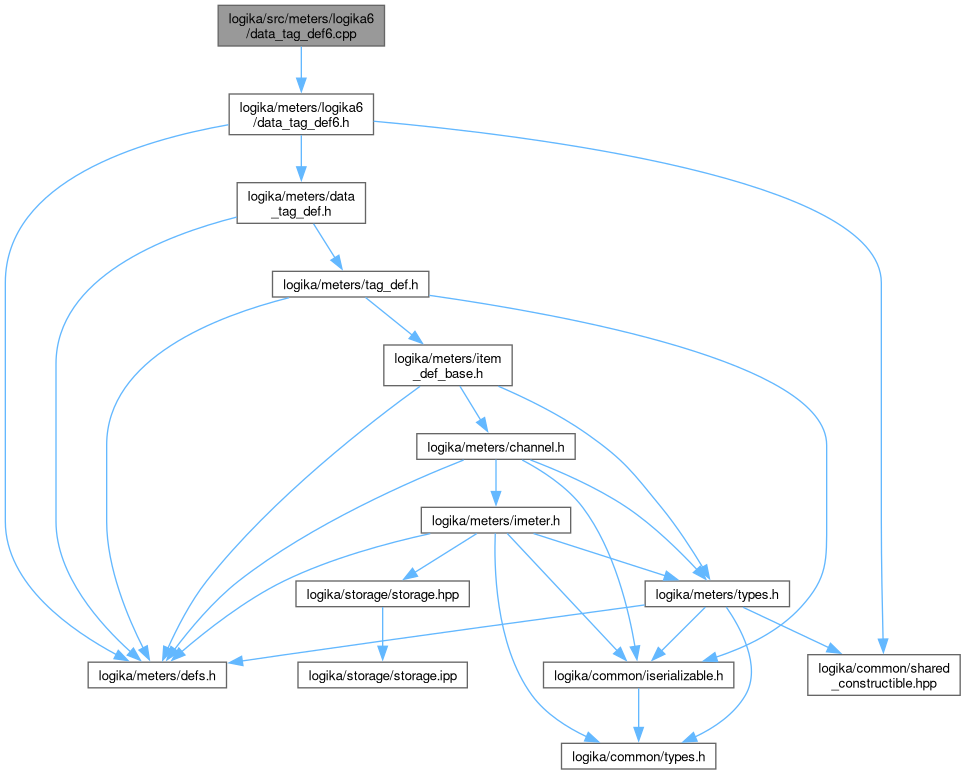 logika/src/meters/logika6
/data_tag_def6.cpp
logika/meters/logika6
/data_tag_def6.h
logika/meters/data
_tag_def.h
logika/meters/tag_def.h
logika/meters/item
_def_base.h
logika/meters/channel.h
logika/meters/imeter.h
logika/storage/storage.hpp
logika/meters/types.h
logika/meters/defs.h
logika/storage/storage.ipp
logika/common/iserializable.h
logika/common/shared
_constructible.hpp
logika/common/types.h